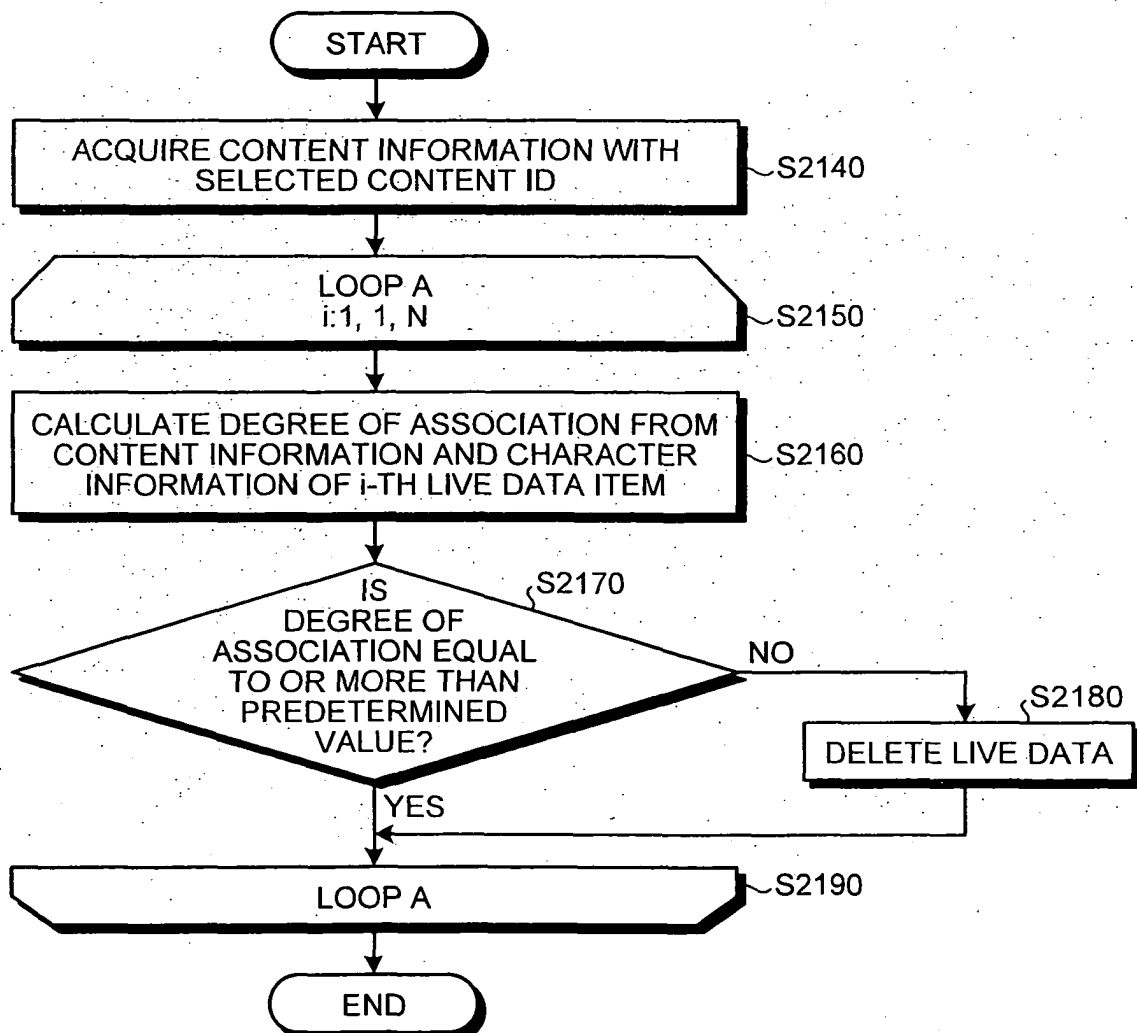 START
ACQUIRE CONTENT INFORMATION WITH
SELECTED CONTENT ID
S2140
LOOP A
i:1, 1, N
S2150
CALCULATE DEGREE OF ASSOCIATION FROM
CONTENT INFORMATION AND CHARACTER
INFORMATION OF i-TH LIVE DATA ITEM
S2160
S2170
IS
DEGREE OF
ASSOCIATION EQUAL
TO OR MORE THAN
PREDETERMINED
VALUE?
NO
S2180
DELETE LIVE DATA
YES
LOOP A
S2190
END